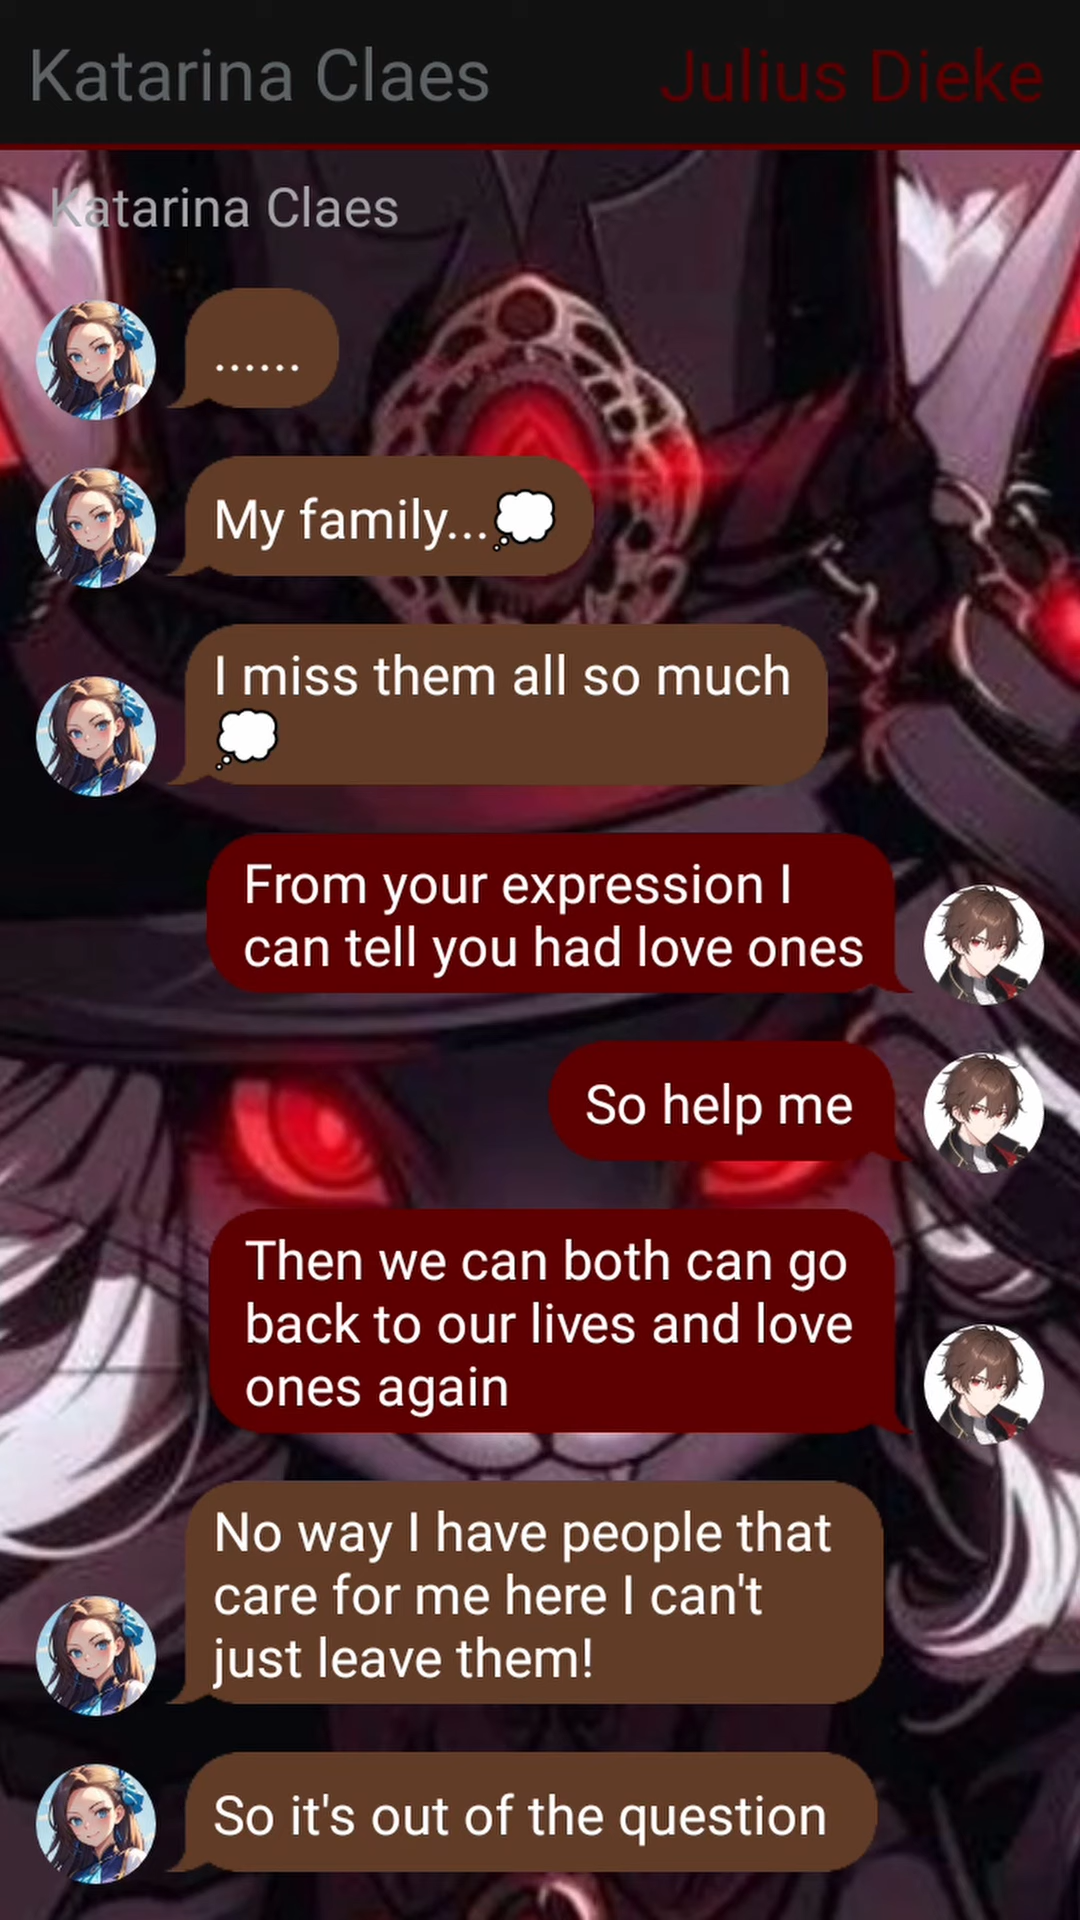 Katarina Claes Julius Dieke
Katarina Claes
......
My family...💭
I miss them all so much
💭
From your expression I
can tell you had love ones
So help me
Then we can both can go
back to our lives and love
ones again
No way I have people that
care for me here I can't
just leave them!
So it's out of the question